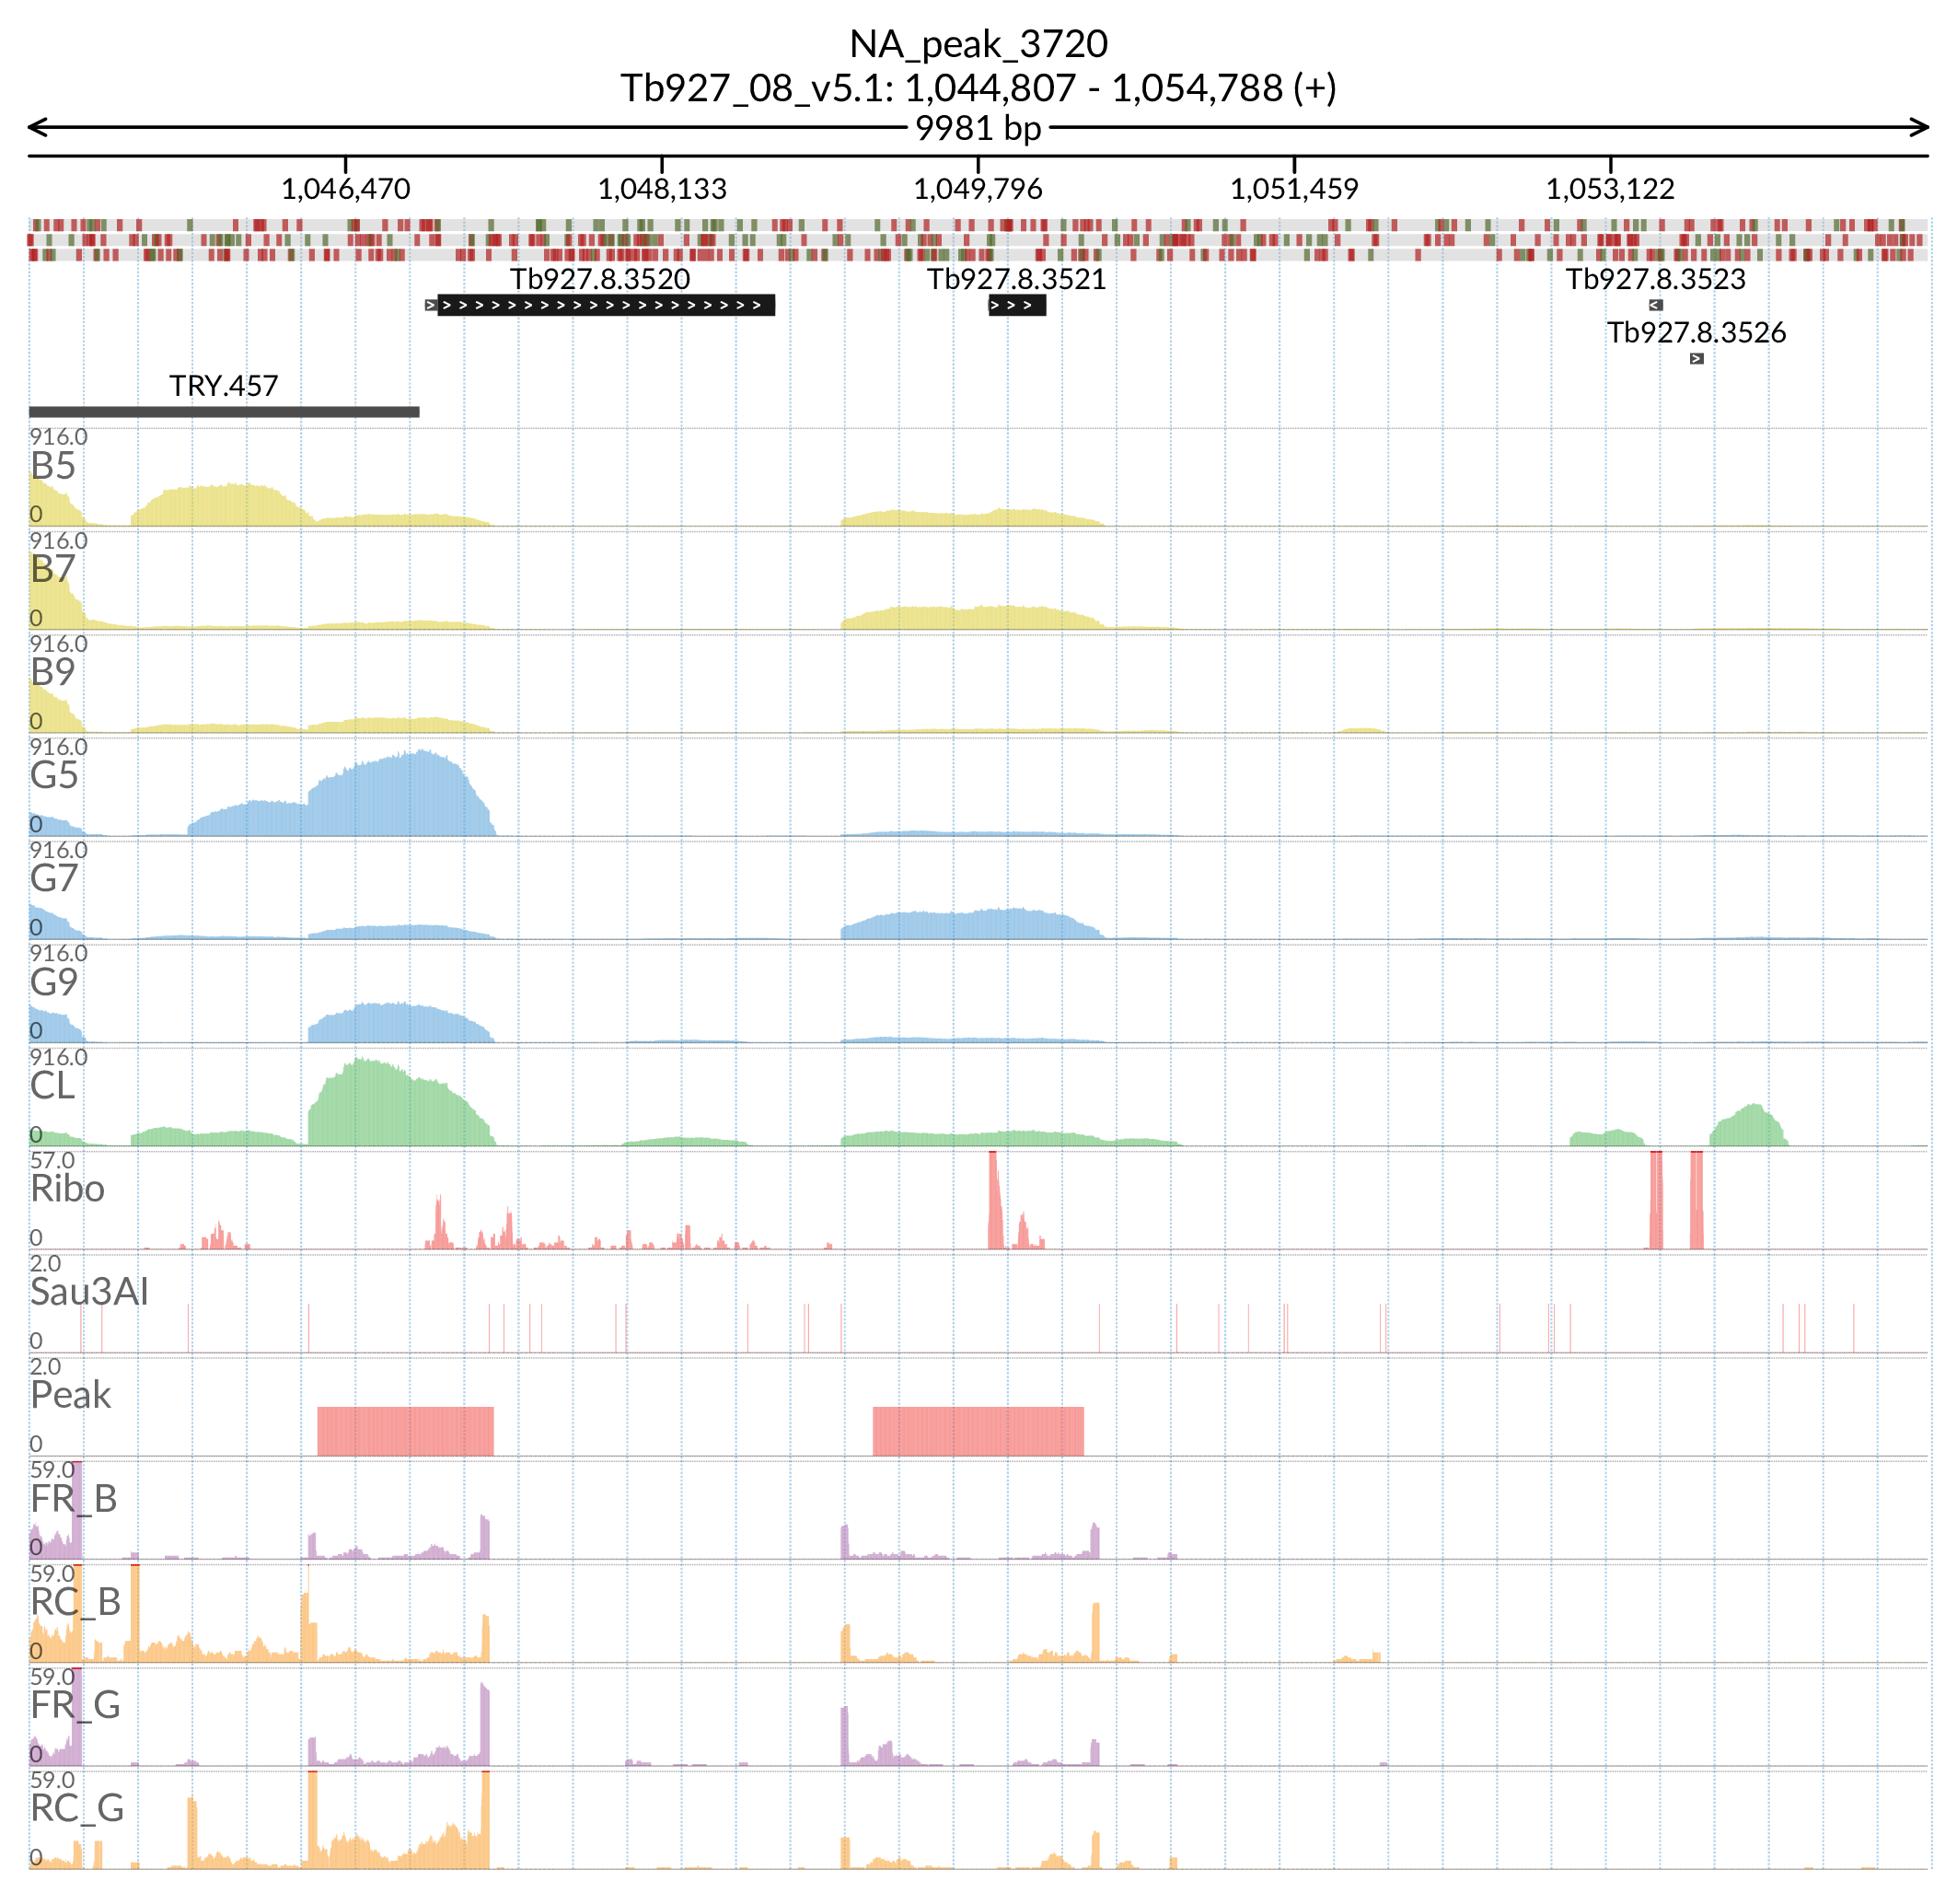 NA_peak_3720
Tb927_08_v5.1: 1,044,807 - 1,054,788 (+)
9981 bp
1,046,470 1,048,133 1,049,796 1,051,459 1,053,122
Tb927.8.3520 Tb927.8.3521 Tb927.8.3523
Tb927.8.3526
TRY.457
916.0
B5
0
916.0
B7
0
916.0
B9
0
916.0
G5
0
916.0
G7
0
916.0
G9
0
916.0
CL
0
57.0
Ribo
0
2.0
Sau3AI
0
2.0
Peak
0
59.0
FR_B
0
59.0
RC_B
0
59.0
FR_G
0
59.0
RC_G
0